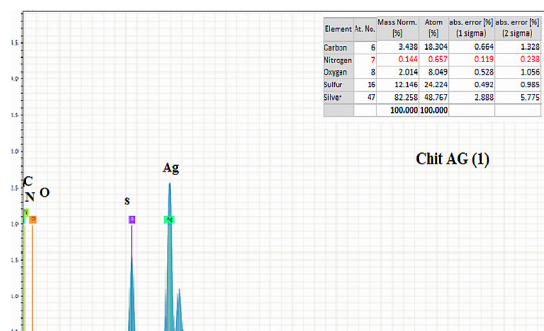 Element At. No. Mass Norm. [%] Atom [%] abs. error [%] (1 sigma) abs. error [%] (2 sigma)
Carbon 6 3.438 18.304 0.664 1.328
Nitrogen 7 0.144 0.657 0.119 0.238
Oxygen 8 2.014 8.049 0.528 1.056
Sulfur 16 12.146 24.224 0.492 0.985
Silver 47 82.258 48.767 2.888 5.775
100.000 100.000
Chit AG (1)
Ag
C
N O
s